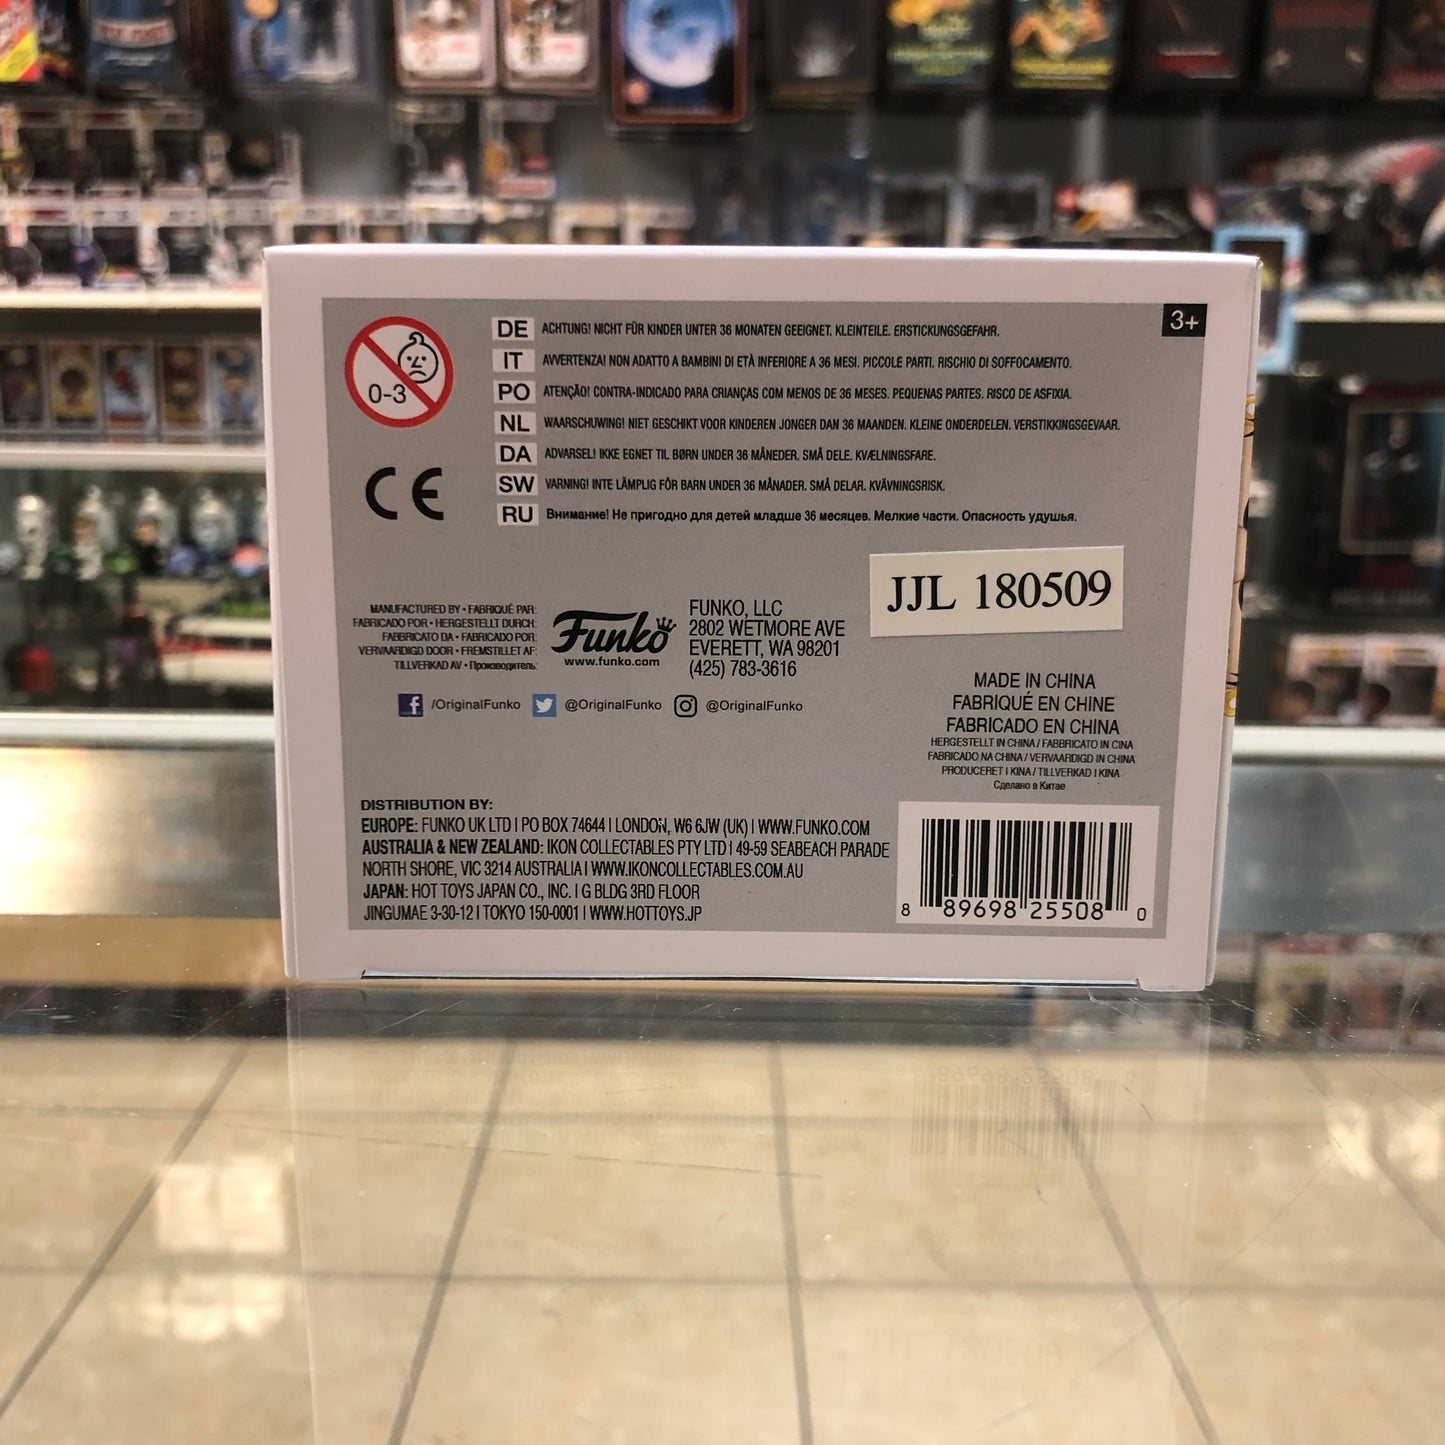 3+
0-3
DE ACHTUNG! NICHT FÜR KINDER UNTER 36 MONATEN GEEIGNET. KLEINTEILE. ERSTICKUNGSGEFAHR.
IT AVVERTENZA! NON ADATTO A BAMBINI DI ETÀ INFERIORE A 36 MESI. PICCOLE PARTI. RISCHIO DI SOFFOCAMENTO.
PO ATENÇÃO! CONTRA-INDICADO PARA CRIANÇAS COM MENOS DE 36 MESES. PEQUENAS PARTES. RISCO DE ASFIXIA.
NL WAARSCHUWING! NIET GESCHIKT VOOR KINDEREN JONGER DAN 36 MAANDEN. KLEINE ONDERDELEN. VERSTIKKINGSGEVAAR.
DA ADVARSEL! IKKE EGNET TIL BØRN UNDER 36 MÅNEDER. SMÅ DELE. KVÆLNINGSFARE.
SW VARNING! INTE LÄMPLIG FÖR BARN UNDER 36 MÅNADER. SMÅ DELAR. KVÄVNINGSRISK.
RU Внимание! Не пригодно для детей младше 36 месяцев. Мелкие части. Опасность удушья.
CE
JJL 180509
MANUFACTURED BY • FABRIQUÉ PAR:
FABRICADO POR • HERGESTELLT DURCH:
FABBRICATO DA • FABRICADO POR:
VERVAARDIGD DOOR • FREMSTILLET AF:
TILLVERKAD AV • Производитель:
Funko
www.funko.com
FUNKO, LLC
2802 WETMORE AVE
EVERETT, WA 98201
(425) 783-3616
/OriginalFunko @OriginalFunko @OriginalFunko
MADE IN CHINA
FABRIQUÉ EN CHINE
FABRICADO EN CHINA
HERGESTELLT IN CHINA / FABBRICATO IN CINA
FABRICADO NA CHINA / VERVAARDIGD IN CHINA
PRODUCERET I KINA / TILLVERKAD I KINA
Сделано в Китае
DISTRIBUTION BY:
EUROPE: FUNKO UK LTD | PO BOX 74644 | LONDON, W6 6JW (UK) | WWW.FUNKO.COM
AUSTRALIA & NEW ZEALAND: IKON COLLECTABLES PTY LTD | 49-59 SEABEACH PARADE
NORTH SHORE, VIC 3214 AUSTRALIA | WWW.IKONCOLLECTABLES.COM.AU
JAPAN: HOT TOYS JAPAN CO., INC. | G BLDG 3RD FLOOR
JINGUMAE 3-30-12 | TOKYO 150-0001 | WWW.HOTTOYS.JP
8 89698 25508 0